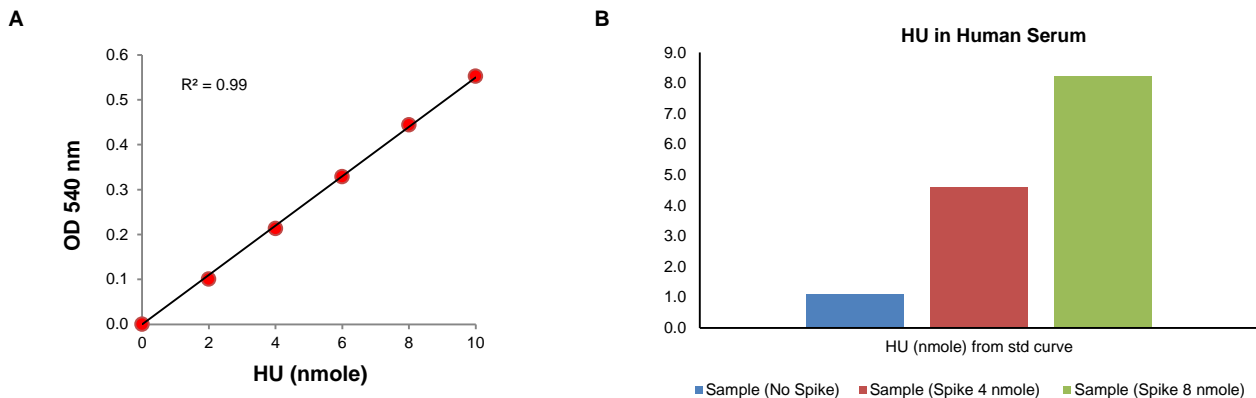 A
R² = 0.99
0.6
0.5
0.4
0.3
0.2
0.1
0.0
OD 540 nm
0 2 4 6 8 10
HU (nmole)
B
HU in Human Serum
9.0
8.0
7.0
6.0
5.0
4.0
3.0
2.0
1.0
0.0
HU (nmole) from std curve
Sample (No Spike) Sample (Spike 4 nmole) Sample (Spike 8 nmole)